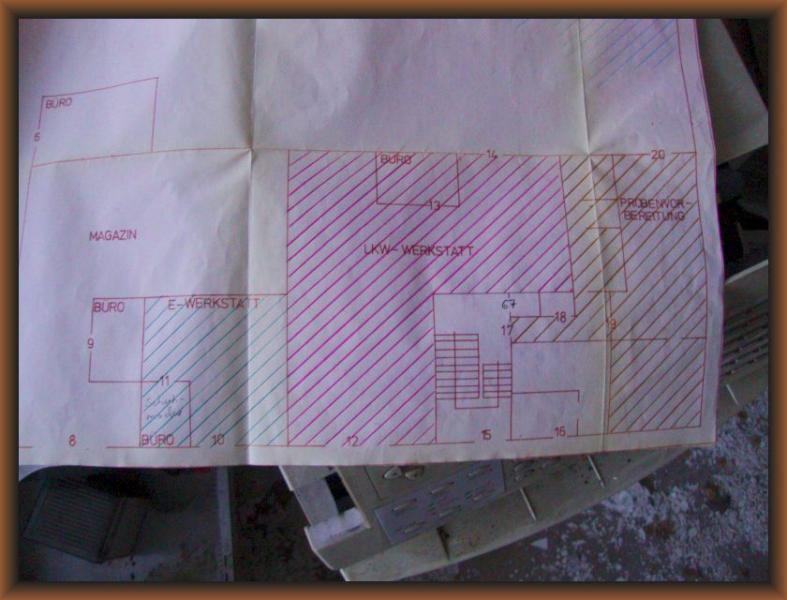 BÜRO
6
14
20
BÜRO
13
PROBENVOR-
BEREITUNG
MAGAZIN
LKW-WERKSTATT
BÜRO
E-WERKSTATT
67
17
18
19
9
11
BÜRO
8
10
12
15
16